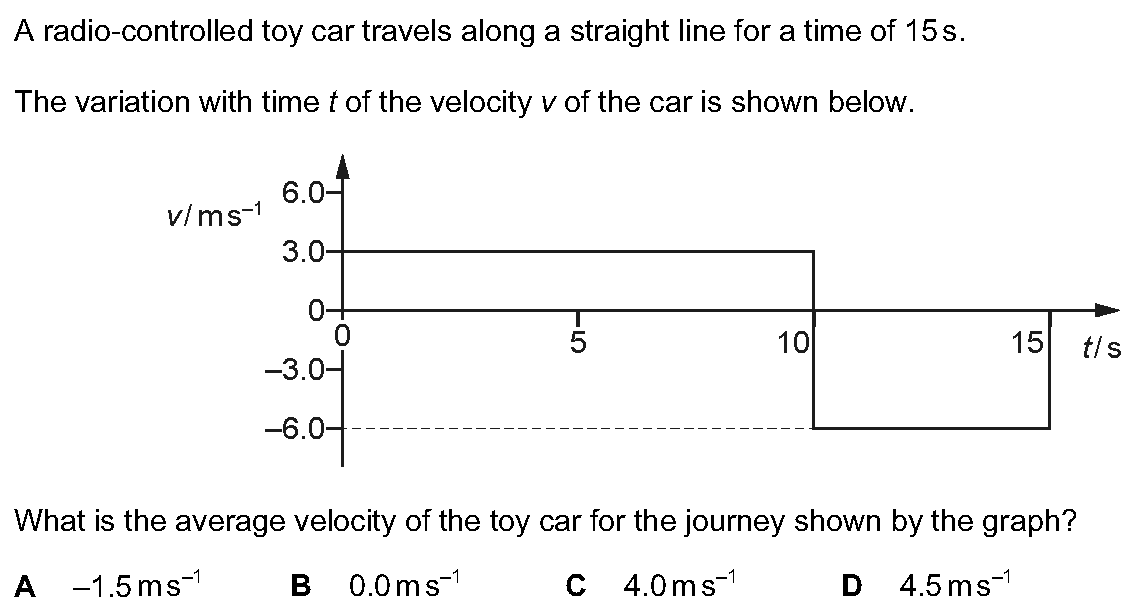 A radio-controlled toy car travels along a straight line for a time of 15 s.
The variation with time t of the velocity v of the car is shown below.
v / m s⁻¹
6.0
3.0
0
–3.0
–6.0
0
5
10
15
t / s
What is the average velocity of the toy car for the journey shown by the graph?
A –1.5 m s⁻¹ B 0.0 m s⁻¹ C 4.0 m s⁻¹ D 4.5 m s⁻¹